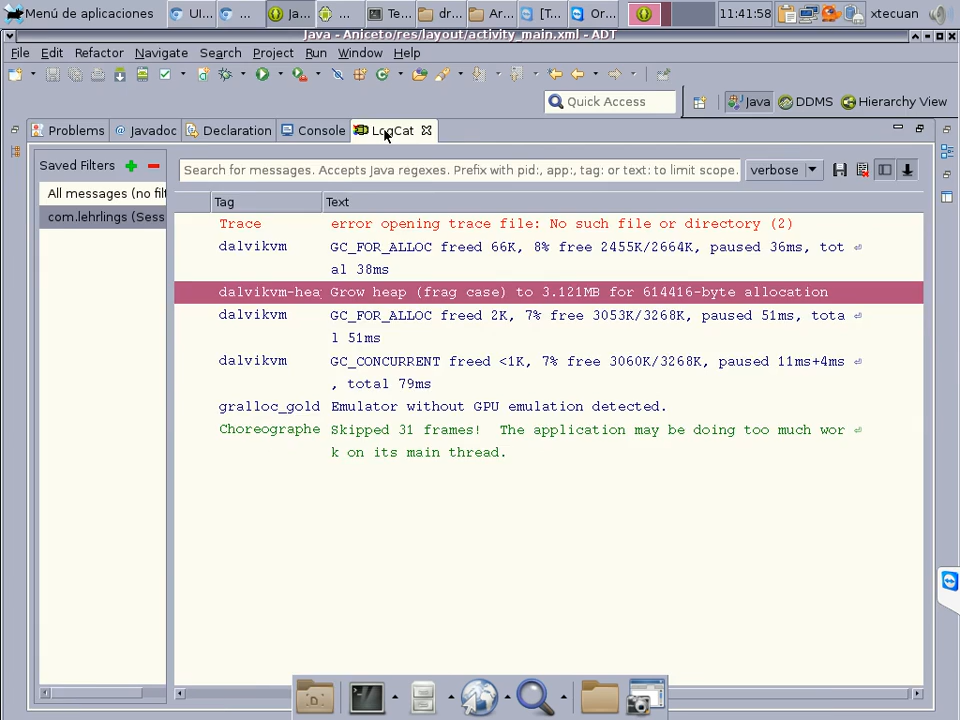 Menú de aplicaciones
UI...
...
Ja...
...
Te...
dr...
Ar...
[T...
Or...
11:41:58
xtecuan
Java - Aniceto/res/layout/activity_main.xml - ADT
File Edit Refactor Navigate Search Project Run Window Help
Quick Access
Java
DDMS
Hierarchy View
Problems
Javadoc
Declaration
Console
LogCat
Saved Filters
Search for messages. Accepts Java regexes. Prefix with pid:, app:, tag: or text: to limit scope.
verbose
All messages (no filt
com.lehrlings (Sess
Tag Text
Trace error opening trace file: No such file or directory (2)
dalvikvm GC_FOR_ALLOC freed 66K, 8% free 2455K/2664K, paused 36ms, tot
al 38ms
dalvikvm-hea Grow heap (frag case) to 3.121MB for 614416-byte allocation
dalvikvm GC_FOR_ALLOC freed 2K, 7% free 3053K/3268K, paused 51ms, tota
l 51ms
dalvikvm GC_CONCURRENT freed <1K, 7% free 3060K/3268K, paused 11ms+4ms
, total 79ms
gralloc_gold Emulator without GPU emulation detected.
Choreographe Skipped 31 frames!  The application may be doing too much wor
k on its main thread.